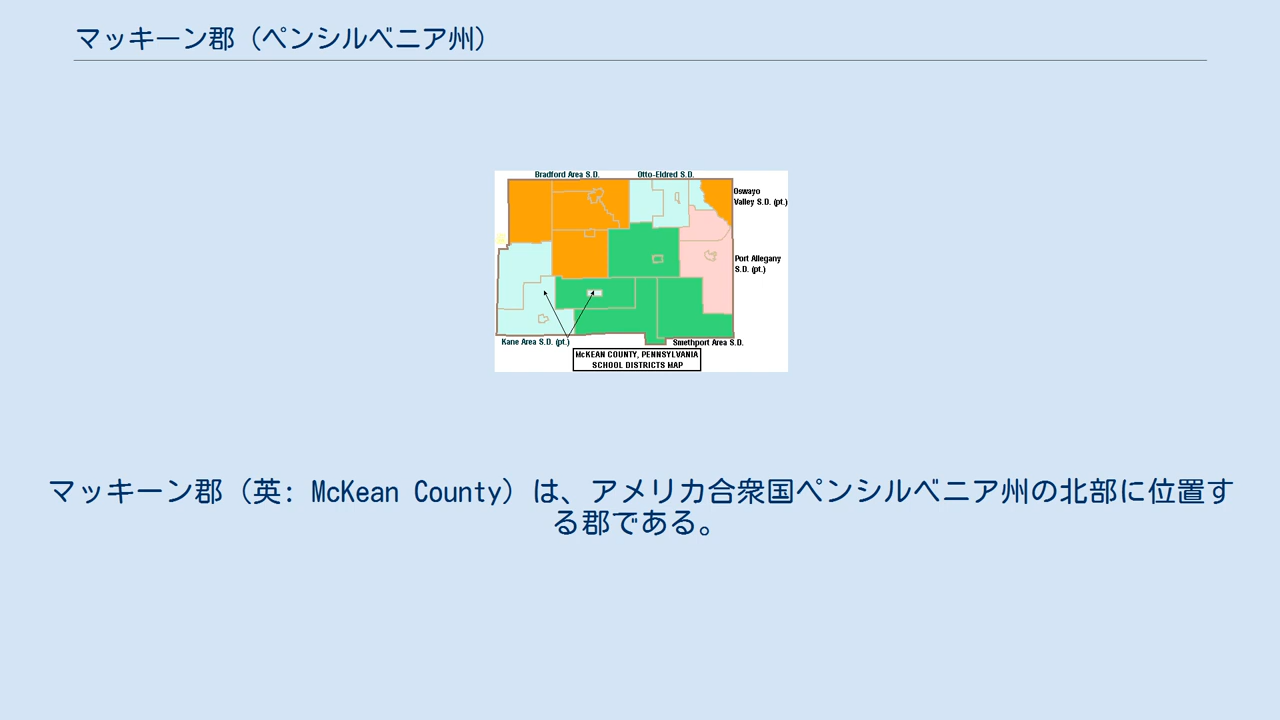 マッキーン郡（ペンシルベニア州）
Bradford Area S.D.
Otto-Eldred S.D.
Oswayo
Valley S.D. (pt.)
Port Allegany
S.D. (pt.)
Kane Area S.D. (pt.)
Smethport Area S.D.
McKEAN COUNTY, PENNSYLVANIA
SCHOOL DISTRICTS MAP
マッキーン郡（英: McKean County）は、アメリカ合衆国ペンシルベニア州の北部に位置す
る郡である。